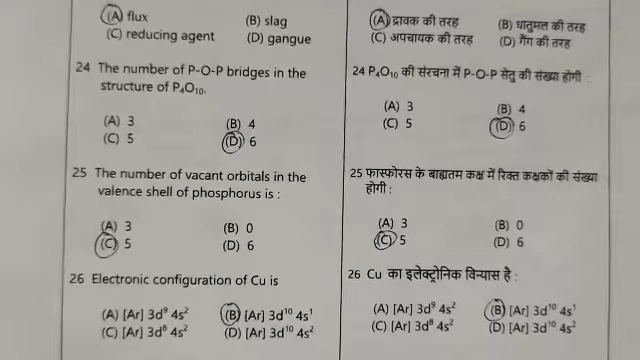 (A) flux
(B) slag
(C) reducing agent
(D) gangue
24 The number of P-O-P bridges in the
structure of P₄O₁₀.
(A) 3
(B) 4
(C) 5
(D) 6
25 The number of vacant orbitals in the
valence shell of phosphorus is :
(A) 3
(B) 0
(C) 5
(D) 6
26 Electronic configuration of Cu is
(A) [Ar] 3d⁹ 4s²
(B) [Ar] 3d¹⁰ 4s¹
(C) [Ar] 3d⁸ 4s²
(D) [Ar] 3d¹⁰ 4s²
(A) द्रावक की तरह
(B) धातुमल की तरह
(C) अपचायक की तरह
(D) गैंग की तरह
24 P₄O₁₀ की संरचना में P-O-P सेतु की संख्या होगी :
(A) 3
(B) 4
(C) 5
(D) 6
25 फास्फोरस के बाह्यतम कक्ष में रिक्त कक्षकों की संख्या
होगी :
(A) 3
(B) 0
(C) 5
(D) 6
26 Cu का इलेक्ट्रोनिक विन्यास है :
(A) [Ar] 3d⁹ 4s²
(B) [Ar] 3d¹⁰ 4s¹
(C) [Ar] 3d⁸ 4s²
(D) [Ar] 3d¹⁰ 4s²